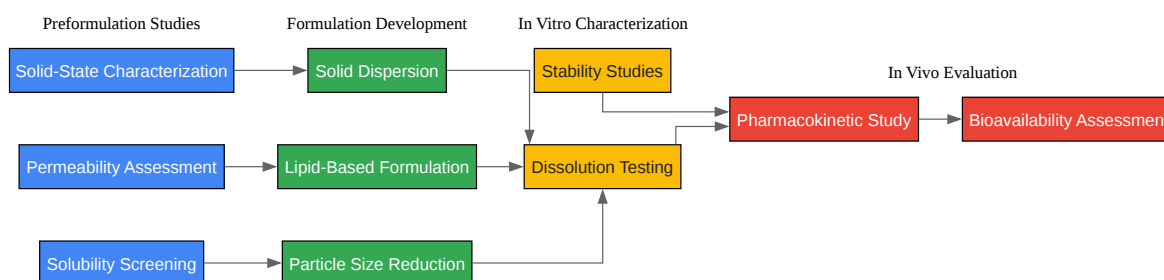 Preformulation Studies
Formulation Development
In Vitro Characterization
In Vivo Evaluation
Solid-State Characterization
Solid Dispersion
Stability Studies
Pharmacokinetic Study
Bioavailability Assessment
Permeability Assessment
Lipid-Based Formulation
Dissolution Testing
Solubility Screening
Particle Size Reduction